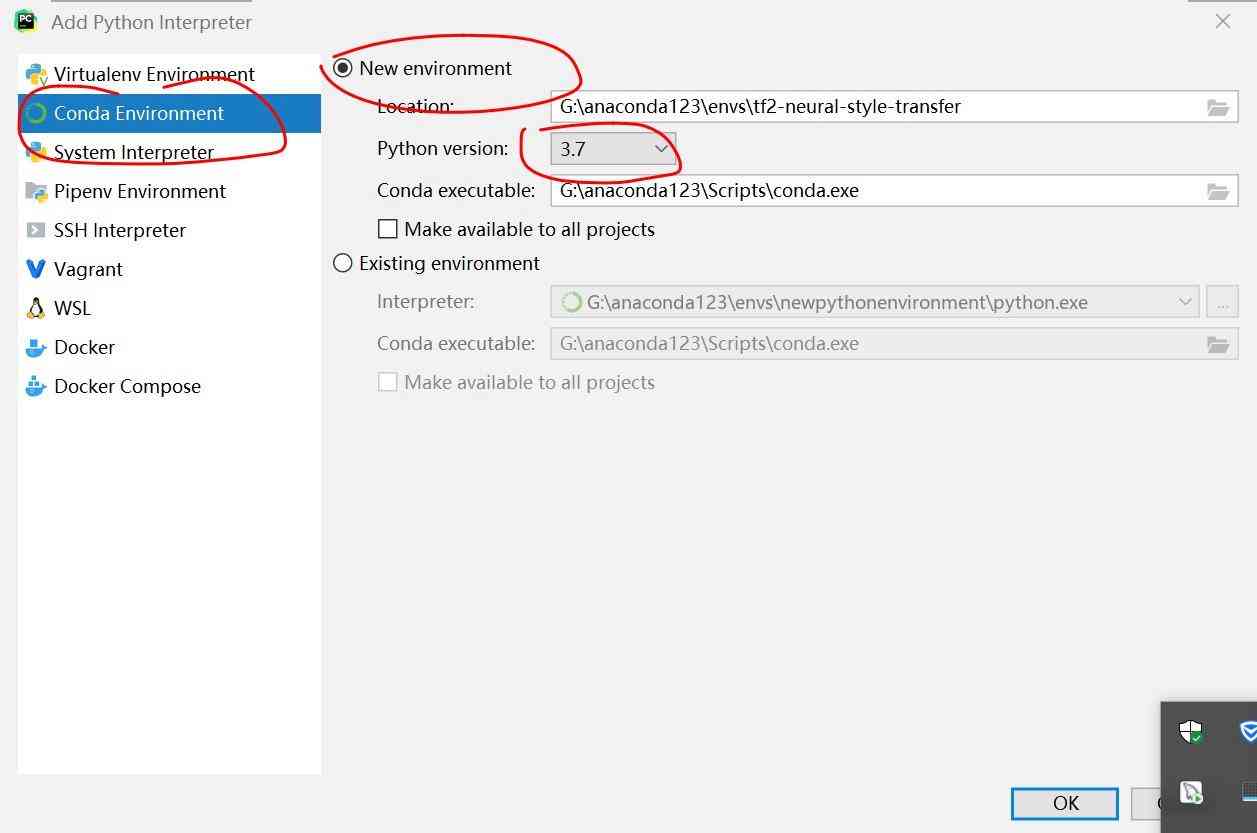 PC
Add Python Interpreter
Virtualenv Environment
Conda Environment
System Interpreter
Pipenv Environment
SSH Interpreter
Vagrant
WSL
Docker
Docker Compose
New environment
Location: G:\anaconda123\envs\tf2-neural-style-transfer
Python version: 3.7
Conda executable: G:\anaconda123\Scripts\conda.exe
Make available to all projects
Existing environment
Interpreter: G:\anaconda123\envs\newpythonenvironment\python.exe ...
Conda executable: G:\anaconda123\Scripts\conda.exe
Make available to all projects
OK